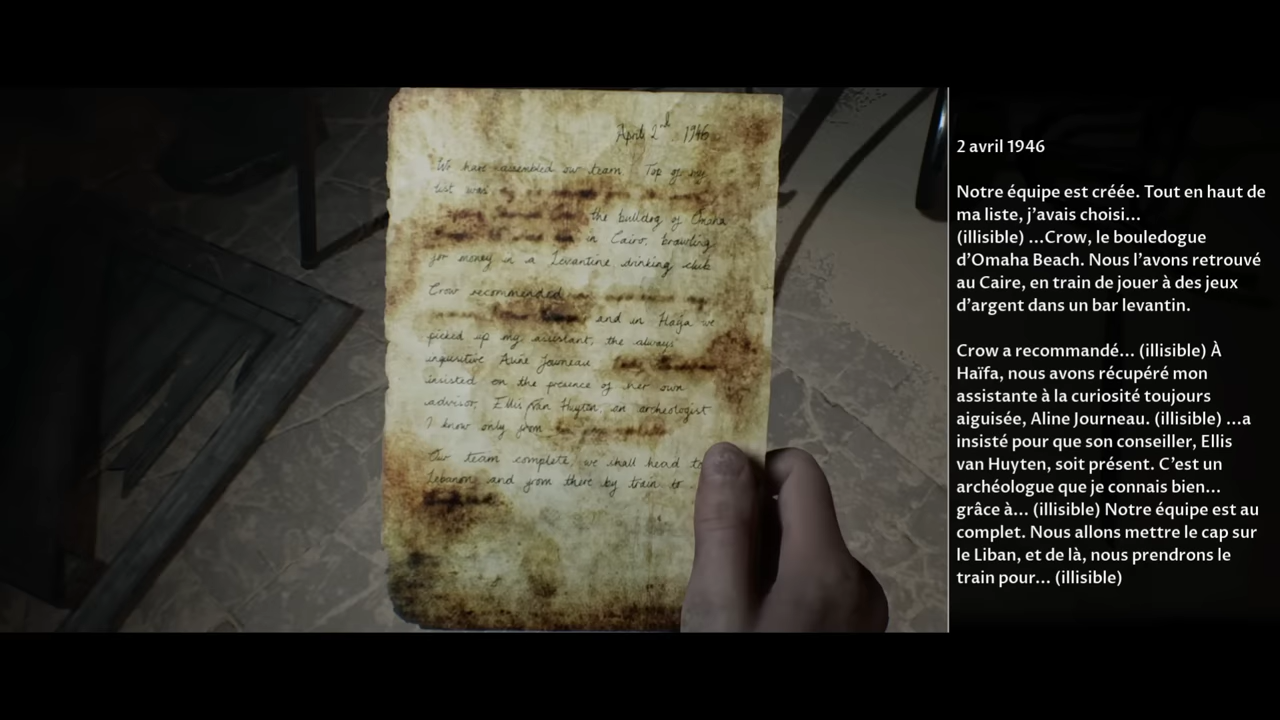 April 2nd 1946
We have assembled our team. Top of my
list was
the bulldog of Omaha
in Cairo, brawling
for money in a Levantine drinking club
Crow recommended
and in Haifa we
picked up my assistant, the always
inquisitive Aline Journeau.
insisted on the presence of her own
advisor, Ellis van Huyten, an archeologist
I know only from
Our team complete, we shall head to
Lebanon and from there by train to
2 avril 1946
Notre équipe est créée. Tout en haut de
ma liste, j'avais choisi...
(illisible) ...Crow, le bouledogue
d'Omaha Beach. Nous l'avons retrouvé
au Caire, en train de jouer à des jeux
d'argent dans un bar levantin.
Crow a recommandé... (illisible) À
Haïfa, nous avons récupéré mon
assistante à la curiosité toujours
aiguisée, Aline Journeau. (illisible) ...a
insisté pour que son conseiller, Ellis
van Huyten, soit présent. C'est un
archéologue que je connais bien...
grâce à... (illisible) Notre équipe est au
complet. Nous allons mettre le cap sur
le Liban, et de là, nous prendrons le
train pour... (illisible)